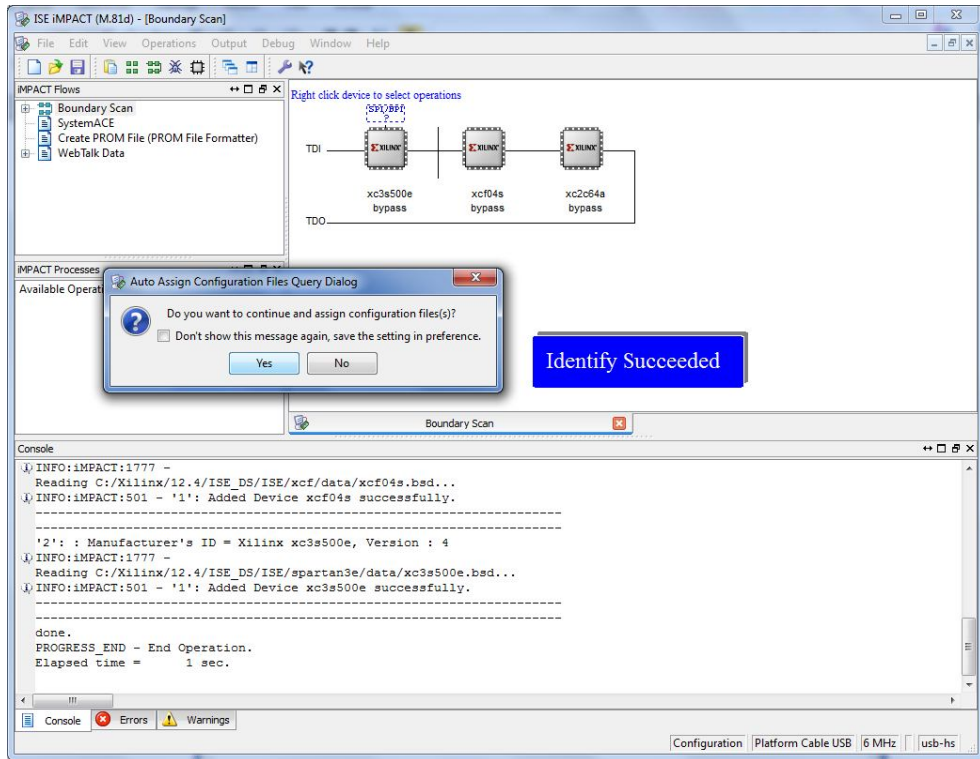 ISE iMPACT (M.81d) - [Boundary Scan]
File Edit View Operations Output Debug Window Help
iMPACT Flows
Boundary Scan
SystemACE
Create PROM File (PROM File Formatter)
WebTalk Data
Right click device to select operations
SPI/BPI
?
TDI
XILINX XILINX XILINX
xc3s500e xcf04s xc2c64a
bypass bypass bypass
TDO
iMPACT Processes
Available Operati
Auto Assign Configuration Files Query Dialog
Do you want to continue and assign configuration files(s)?
Don't show this message again, save the setting in preference.
Yes No
Identify Succeeded
Boundary Scan
Console
INFO:iMPACT:1777 -
Reading C:/Xilinx/12.4/ISE_DS/ISE/xcf/data/xcf04s.bsd...
INFO:iMPACT:501 - '1': Added Device xcf04s successfully.
----------------------------------------------------------------------
----------------------------------------------------------------------
'2': : Manufacturer's ID = Xilinx xc3s500e, Version : 4
INFO:iMPACT:1777 -
Reading C:/Xilinx/12.4/ISE_DS/ISE/spartan3e/data/xc3s500e.bsd...
INFO:iMPACT:501 - '1': Added Device xc3s500e successfully.
----------------------------------------------------------------------
----------------------------------------------------------------------
done.
PROGRESS_END - End Operation.
Elapsed time = 1 sec.
Console Errors Warnings
Configuration Platform Cable USB 6 MHz usb-hs